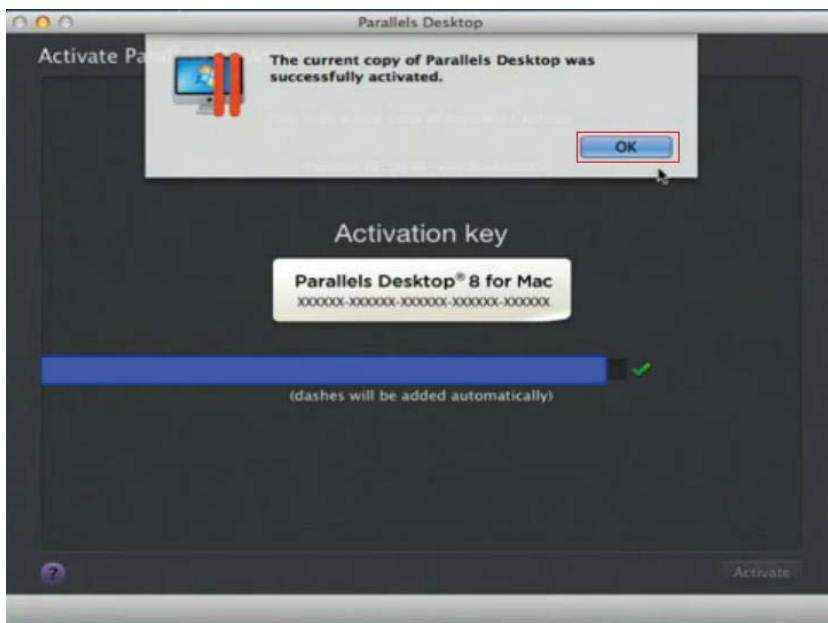 Parallels Desktop
Activate Pa
The current copy of Parallels Desktop was
successfully activated.
OK
Activation key
Parallels Desktop® 8 for Mac
XXXXXX-XXXXXX-XXXXXX-XXXXXX-XXXXXX
(dashes will be added automatically)
?
Activate